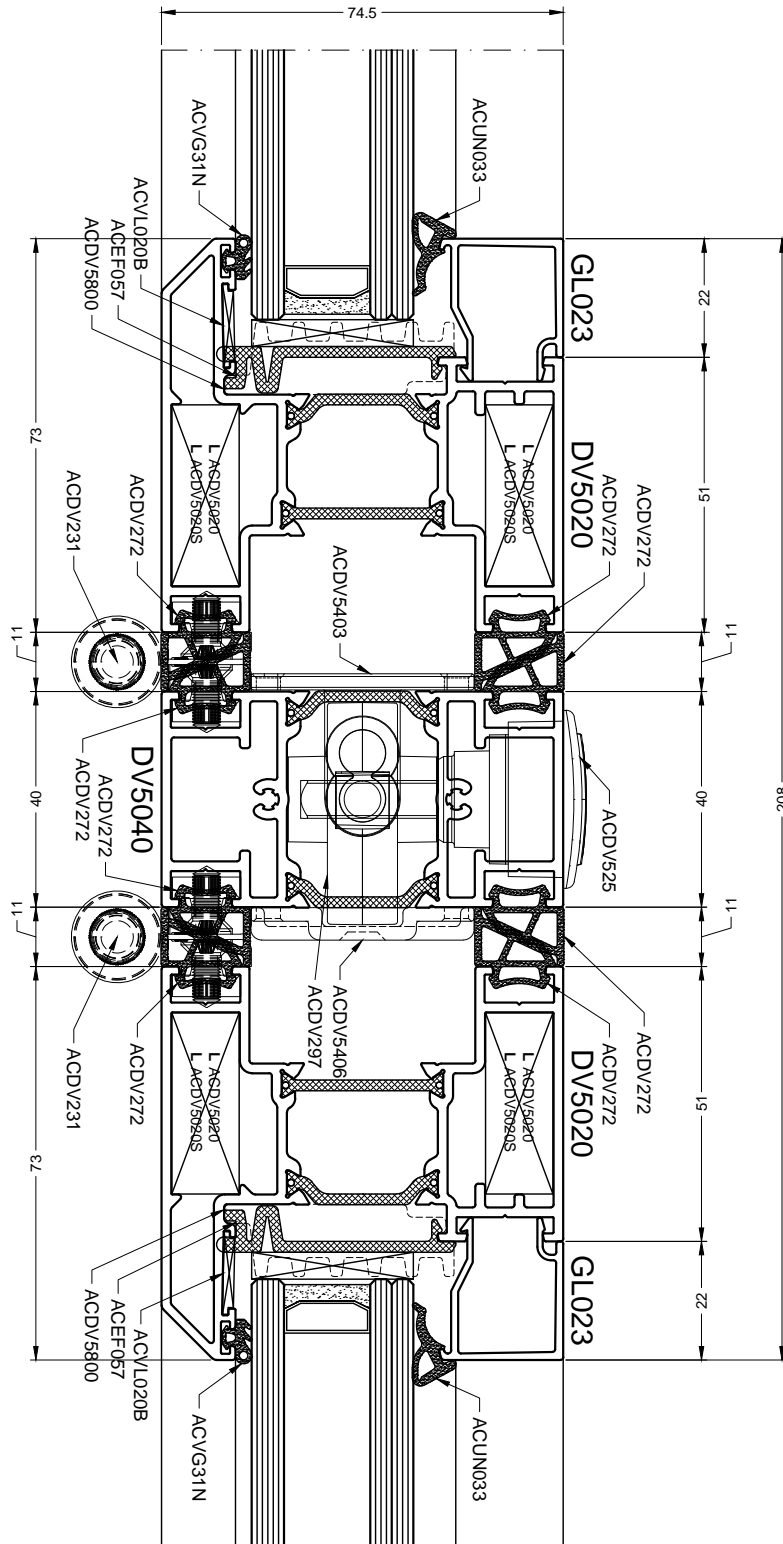 208
22
51
11
40
11
51
22
GL023
DV5020
ACDV272
ACDV272
ACDV525
ACDV272
ACDV272
DV5020
GL023
ACUN033
L ACDV5020
L ACDV5020S
L ACDV5020
L ACDV5020S
ACUN033
74.5
ACDV5403
ACDV5406
ACDV297
ACVG31N
ACVL020B
ACEF057
ACDV5800
L ACDV5020
L ACDV5020S
L ACDV5020
L ACDV5020S
ACVL020B
ACEF057
ACDV5800
ACVG31N
ACDV272
ACDV231
ACDV272
ACDV272
DV5040
ACDV272
ACDV272
ACDV231
73
11
40
11
73